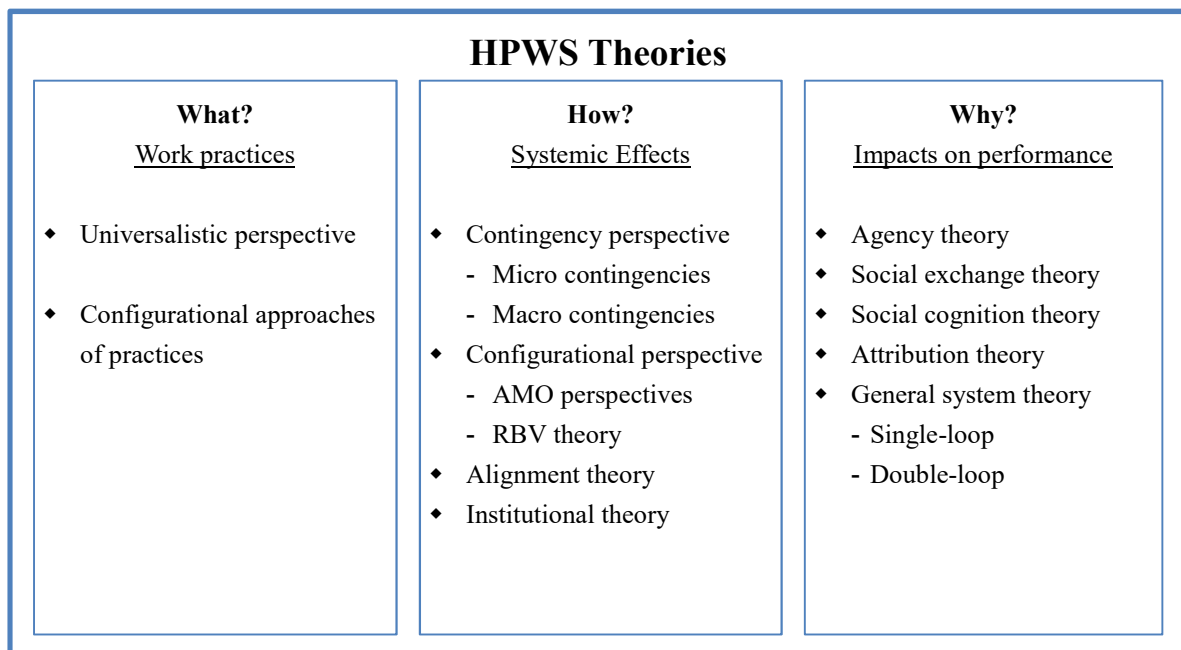 HPWS Theories
What?
Work practices
◆ Universalistic perspective
◆ Configurational approaches
of practices
How?
Systemic Effects
◆ Contingency perspective
- Micro contingencies
- Macro contingencies
◆ Configurational perspective
- AMO perspectives
- RBV theory
◆ Alignment theory
◆ Institutional theory
Why?
Impacts on performance
◆ Agency theory
◆ Social exchange theory
◆ Social cognition theory
◆ Attribution theory
◆ General system theory
- Single-loop
- Double-loop